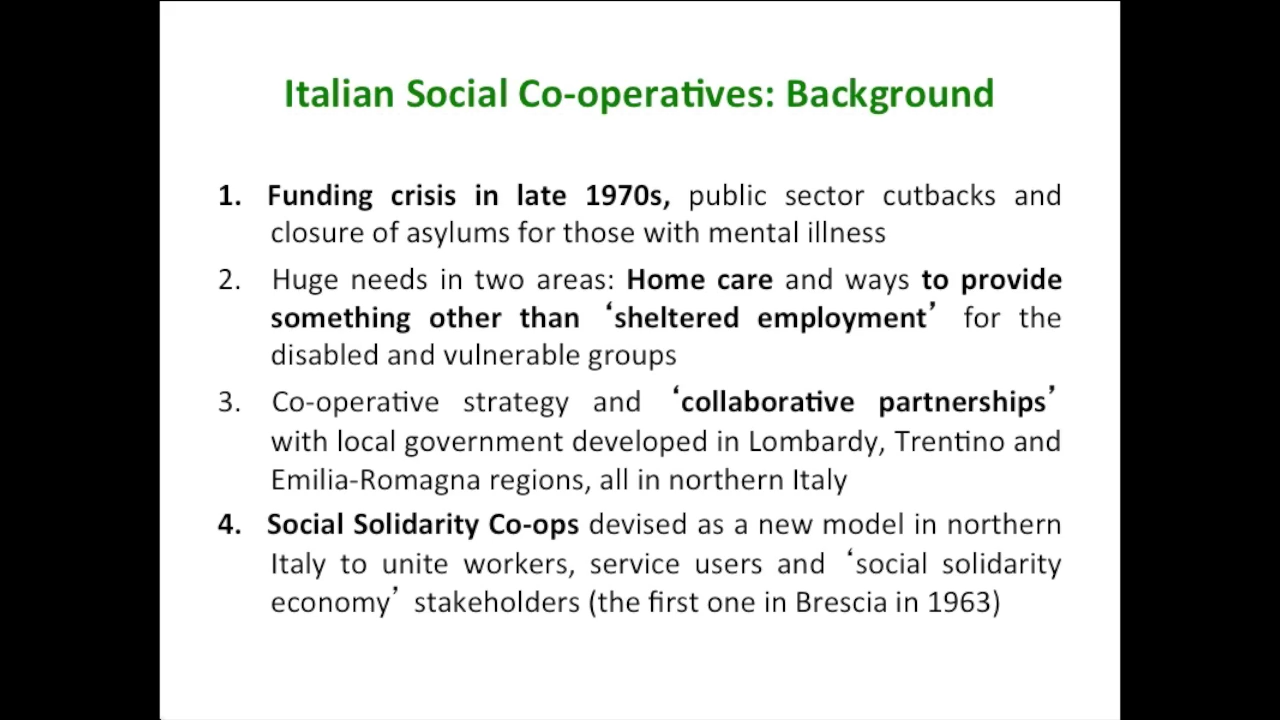 Italian Social Co-operatives: Background
1. Funding crisis in late 1970s, public sector cutbacks and
closure of asylums for those with mental illness
2. Huge needs in two areas: Home care and ways to provide
something other than ‘sheltered employment’ for the
disabled and vulnerable groups
3. Co-operative strategy and ‘collaborative partnerships’
with local government developed in Lombardy, Trentino and
Emilia-Romagna regions, all in northern Italy
4. Social Solidarity Co-ops devised as a new model in northern
Italy to unite workers, service users and ‘social solidarity
economy’ stakeholders (the first one in Brescia in 1963)